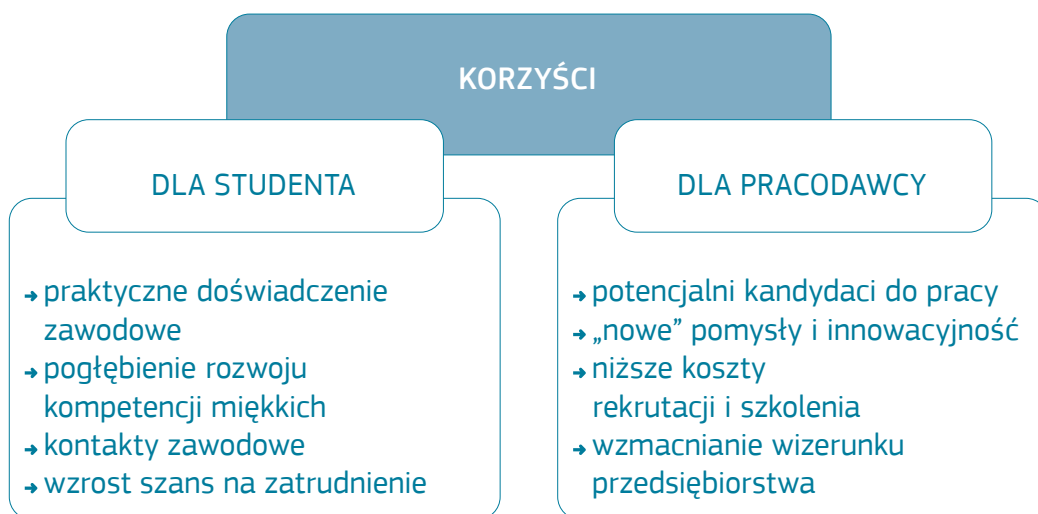 KORZYŚCI
DLA STUDENTA
→ praktyczne doświadczenie
zawodowe
→ pogłębienie rozwoju
kompetencji miękkich
→ kontakty zawodowe
→ wzrost szans na zatrudnienie
DLA PRACODAWCY
→ potencjalni kandydaci do pracy
→ „nowe” pomysły i innowacyjność
→ niższe koszty
rekrutacji i szkolenia
→ wzmacnianie wizerunku
przedsiębiorstwa